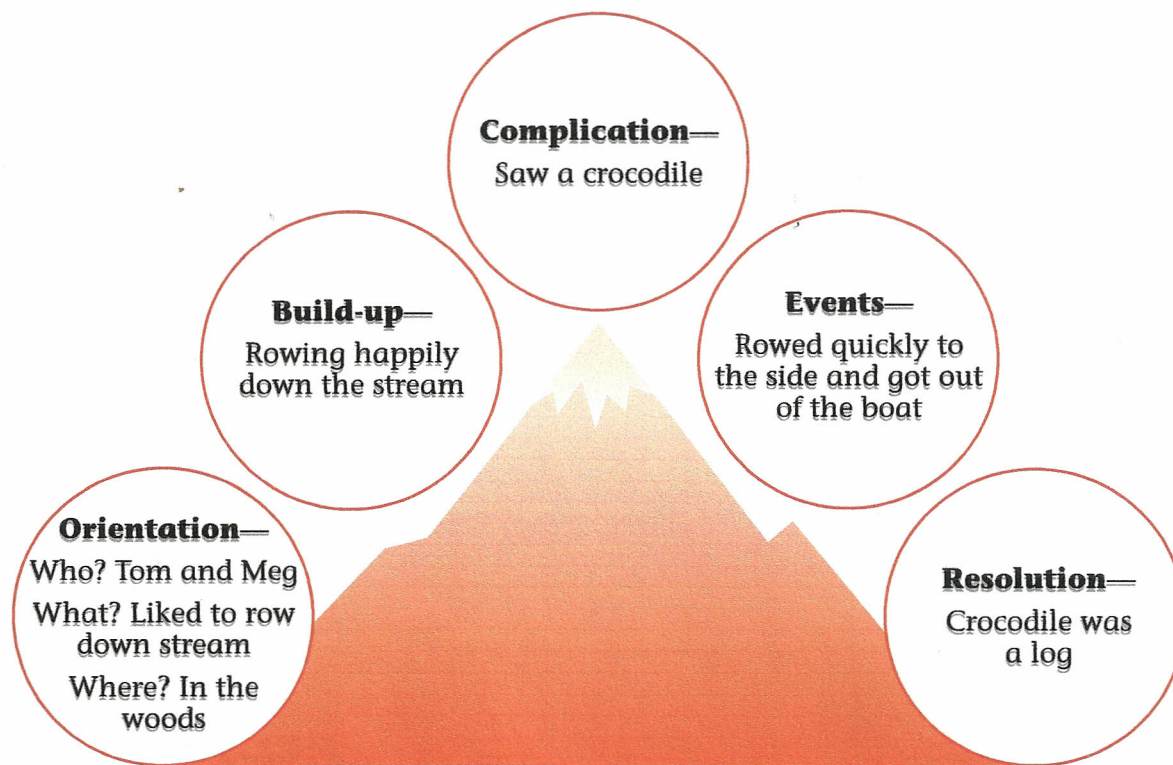 Orientation—
Who? Tom and Meg
What? Liked to row
down stream
Where? In the
woods
Build-up—
Rowing happily
down the stream
Complication—
Saw a crocodile
Events—
Rowed quickly to
the side and got out
of the boat
Resolution—
Crocodile was
a log